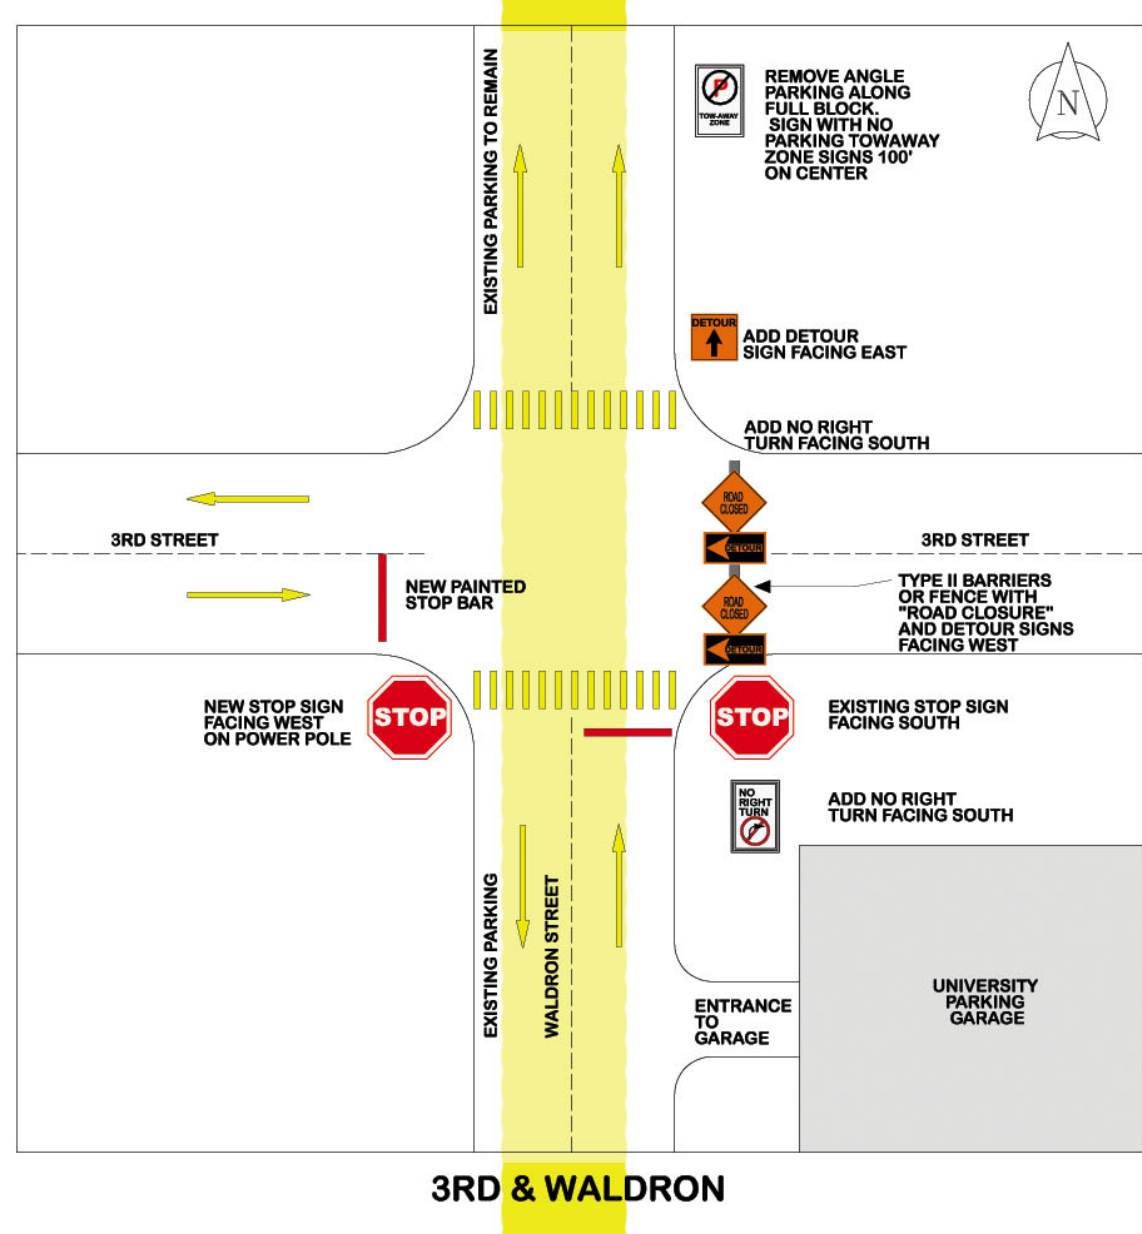 EXISTING PARKING TO REMAIN
P
TOW-AWAY
ZONE
REMOVE ANGLE
PARKING ALONG
FULL BLOCK.
SIGN WITH NO
PARKING TOWAWAY
ZONE SIGNS 100'
ON CENTER
N
DETOUR
ADD DETOUR
SIGN FACING EAST
ADD NO RIGHT
TURN FACING SOUTH
ROAD
CLOSED
DETOUR
3RD STREET
3RD STREET
NEW PAINTED
STOP BAR
ROAD
CLOSED
DETOUR
TYPE II BARRIERS
OR FENCE WITH
"ROAD CLOSURE"
AND DETOUR SIGNS
FACING WEST
NEW STOP SIGN
FACING WEST
ON POWER POLE
STOP
STOP
EXISTING STOP SIGN
FACING SOUTH
NO
RIGHT
TURN
ADD NO RIGHT
TURN FACING SOUTH
EXISTING PARKING
WALDRON STREET
ENTRANCE
TO
GARAGE
UNIVERSITY
PARKING
GARAGE
3RD & WALDRON